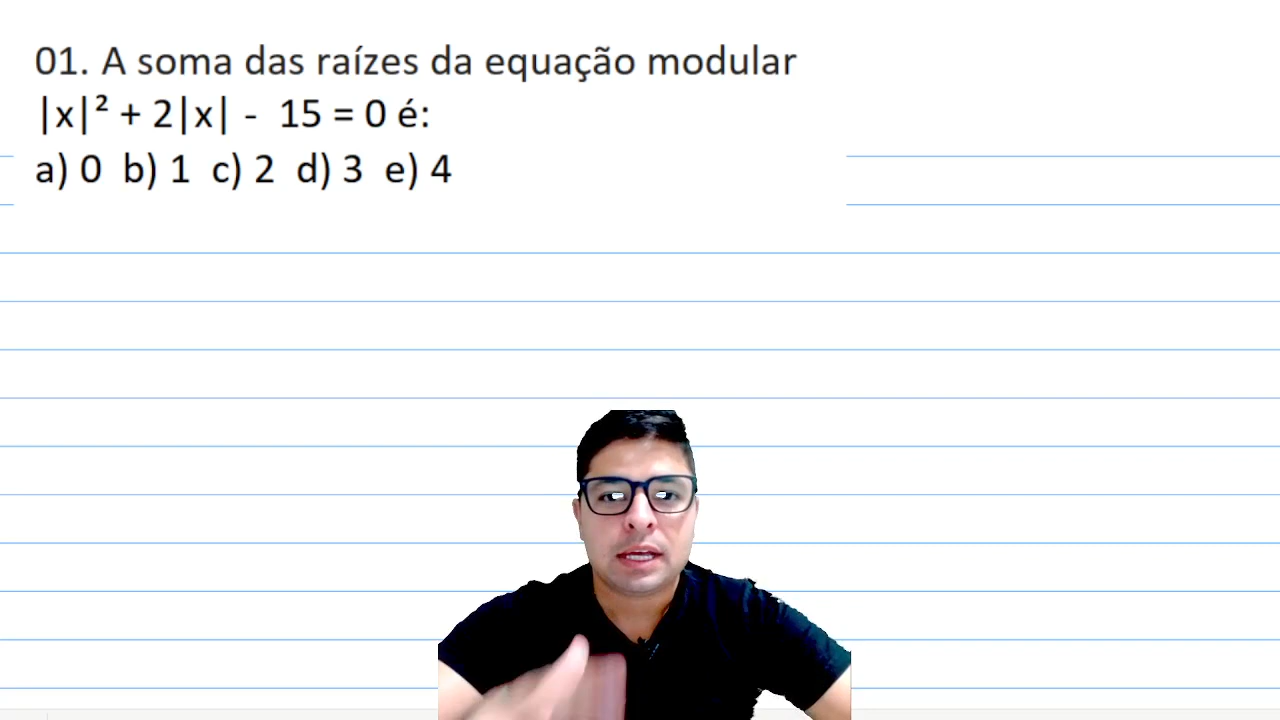 01. A soma das raízes da equação modular
|x|² + 2|x| - 15 = 0 é:
a) 0 b) 1 c) 2 d) 3 e) 4